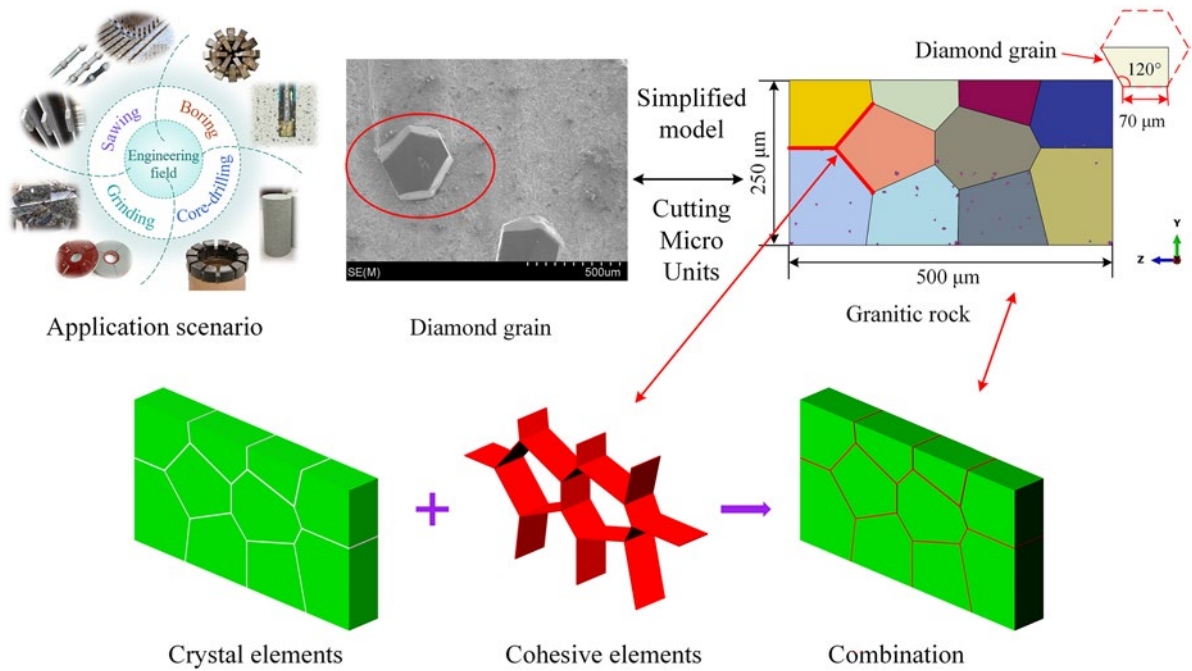 Sawing
Boring
Engineering
field
Grinding
Core-drilling
Application scenario
SE(M)
500um
Diamond grain
Simplified
model
Cutting
Micro
Units
Diamond grain
120°
70 μm
250 μm
500 μm
Y
Z
Granitic rock
Crystal elements
+
Cohesive elements
Combination